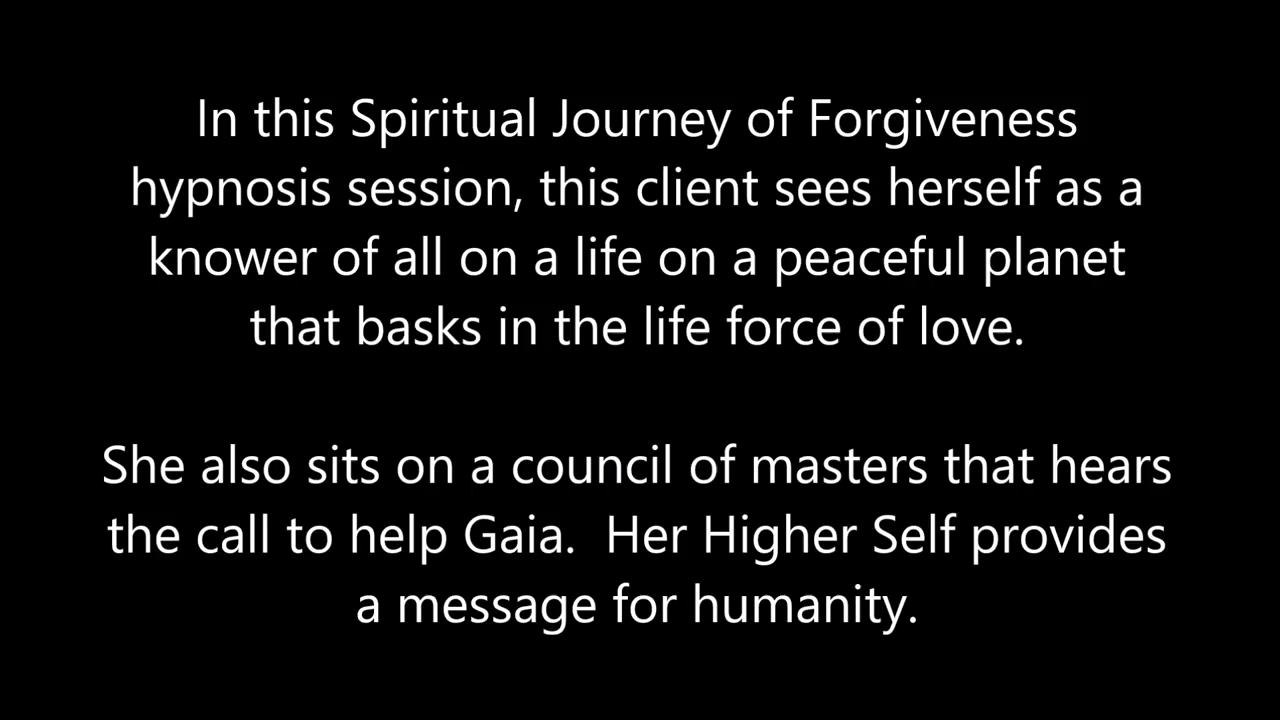 In this Spiritual Journey of Forgiveness
hypnosis session, this client sees herself as a
knower of all on a life on a peaceful planet
that basks in the life force of love.
She also sits on a council of masters that hears
the call to help Gaia.  Her Higher Self provides
a message for humanity.